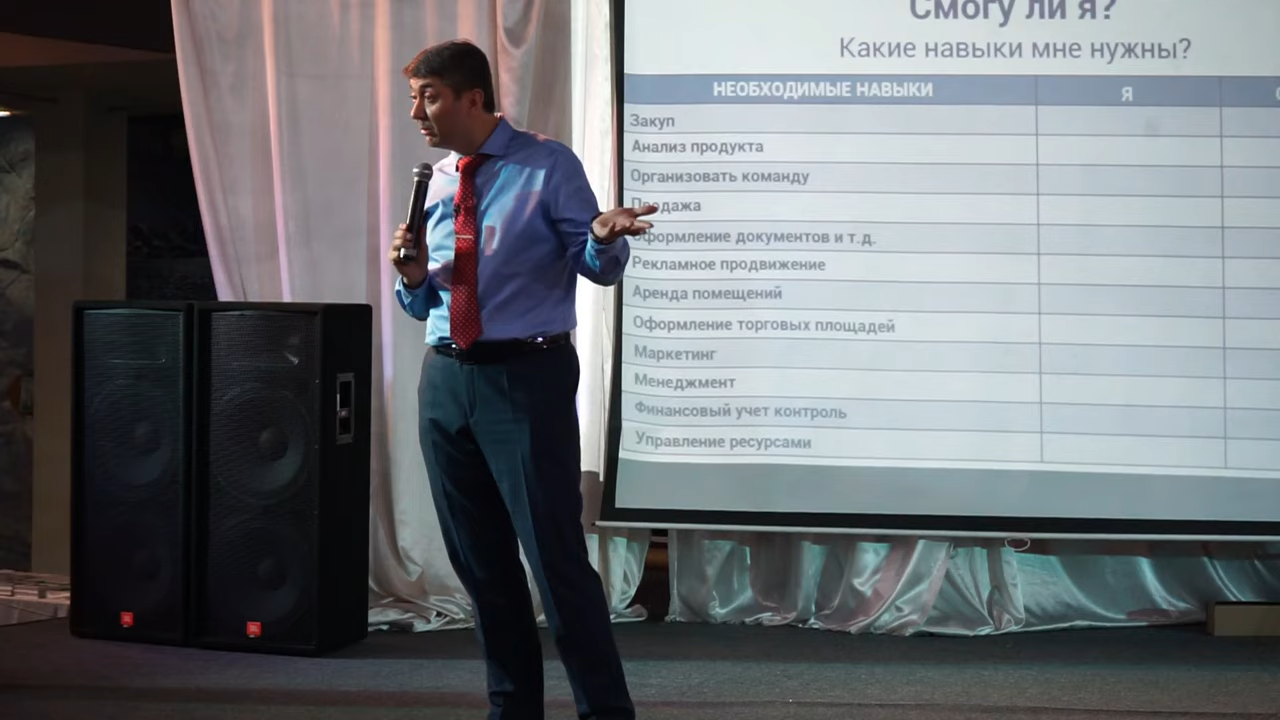 Смогу ли я?
Какие навыки мне нужны?
НЕОБХОДИМЫЕ НАВЫКИ Я
Закуп
Анализ продукта
Организовать команду
Продажа
Оформление документов и т.д.
Рекламное продвижение
Аренда помещений
Оформление торговых площадей
Маркетинг
Менеджмент
Финансовый учет контроль
Управление ресурсами
JBL